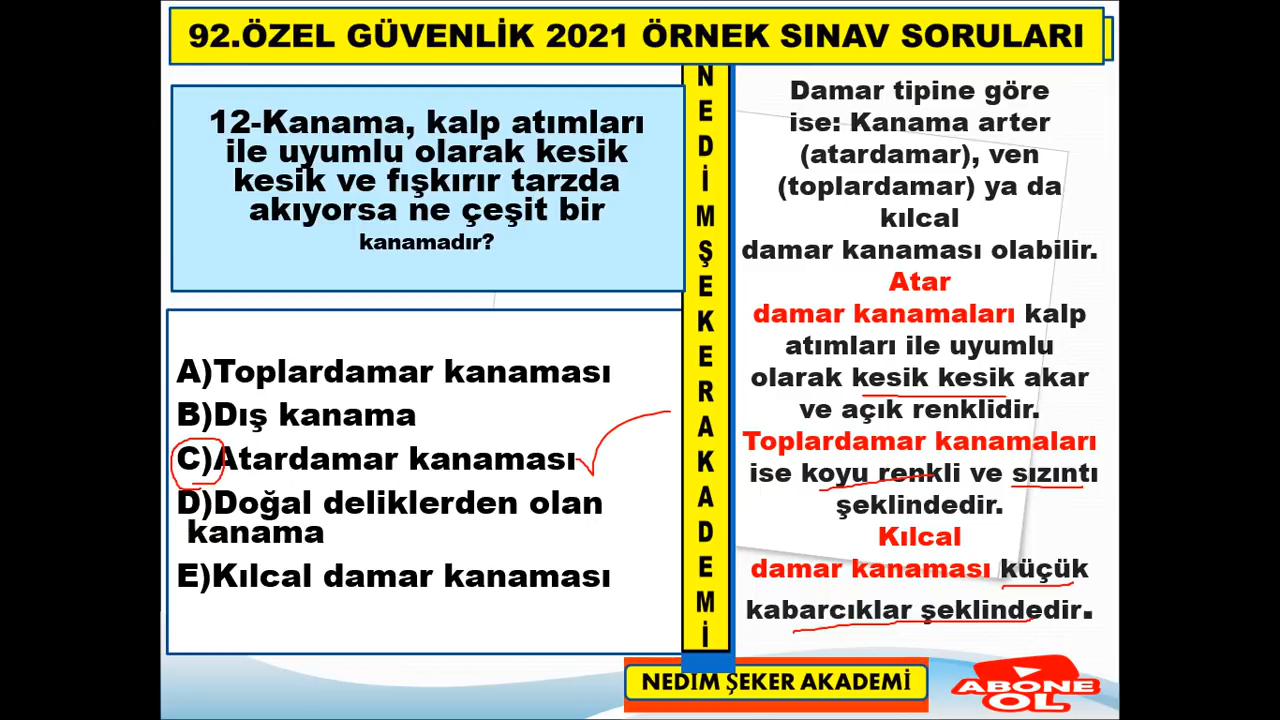 92.ÖZEL GÜVENLİK 2021 ÖRNEK SINAV SORULARI
12-Kanama, kalp atımları
ile uyumlu olarak kesik
kesik ve fışkırır tarzda
akıyorsa ne çeşit bir
kanamadır?
A)Toplardamar kanaması
B)Dış kanama
C)Atardamar kanaması
D)Doğal deliklerden olan
kanama
E)Kılcal damar kanaması
N
E
D
İ
M
Ş
E
K
E
R
A
K
A
D
E
M
İ
Damar tipine göre
ise: Kanama arter
(atardamar), ven
(toplardamar) ya da
kılcal
damar kanaması olabilir.
Atar
damar kanamaları kalp
atımları ile uyumlu
olarak kesik kesik akar
ve açık renklidir.
Toplardamar kanamaları
ise koyu renkli ve sızıntı
şeklindedir.
Kılcal
damar kanaması küçük
kabarcıklar şeklindedir.
NEDİM ŞEKER AKADEMİ
ABONE
OL